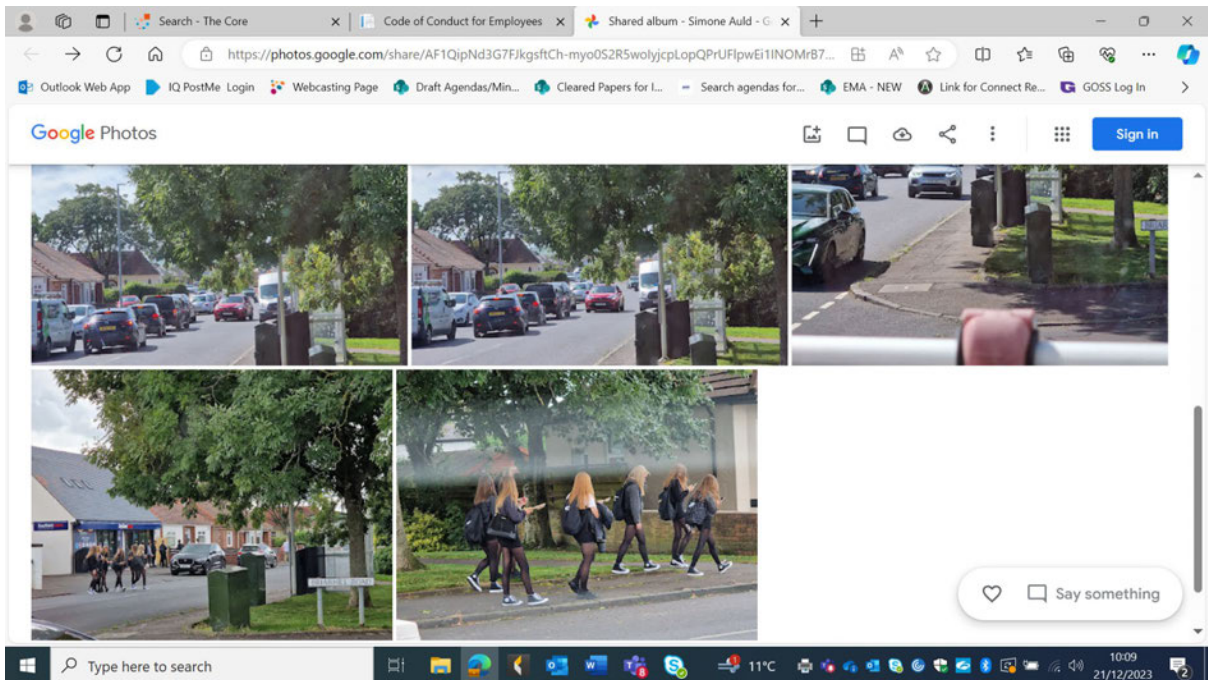 Search - The Core
Code of Conduct for Employees
Shared album - Simone Auld - G
https://photos.google.com/share/AF1QipNd3G7FJkgsftCh-myo0S2R5wolyjcpLopQPrUFlpwEi1lNOMrB7...
Outlook Web App IQ PostMe Login Webcasting Page Draft Agendas/Min... Cleared Papers for I... Search agendas for... EMA - NEW Link for Connect Re... GOSS Log In
Google Photos
Sign in
Say something
Type here to search
11°C
10:09
21/12/2023